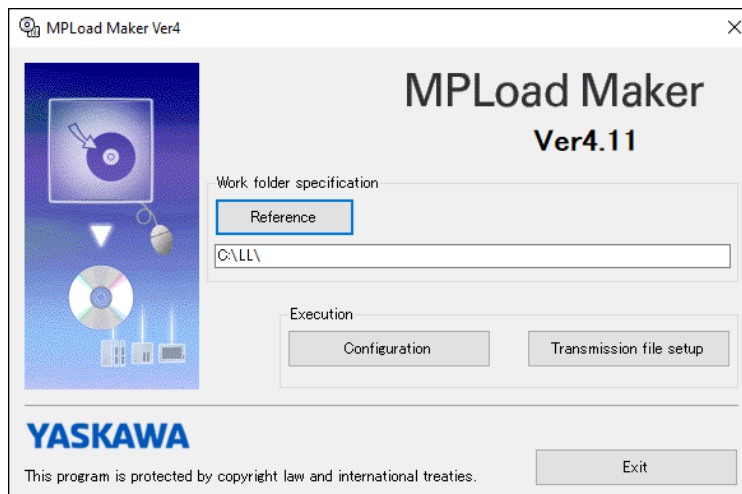 MPLoad Maker Ver4
MPLoad Maker
Ver4.11
Work folder specification
Reference
C:\LL\
Execution
Configuration
Transmission file setup
YASKAWA
This program is protected by copyright law and international treaties.
Exit